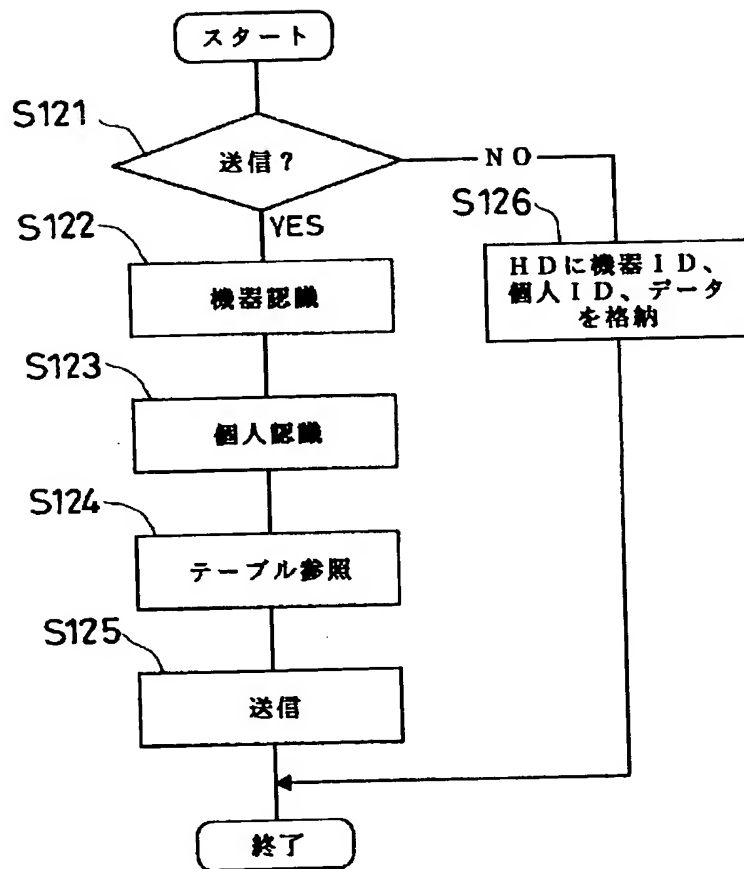 スタート
S121
送信?
NO
YES
S126
HDに機器ID、
個人ID、データ
を格納
S122
機器認識
S123
個人認識
S124
テーブル参照
S125
送信
終了